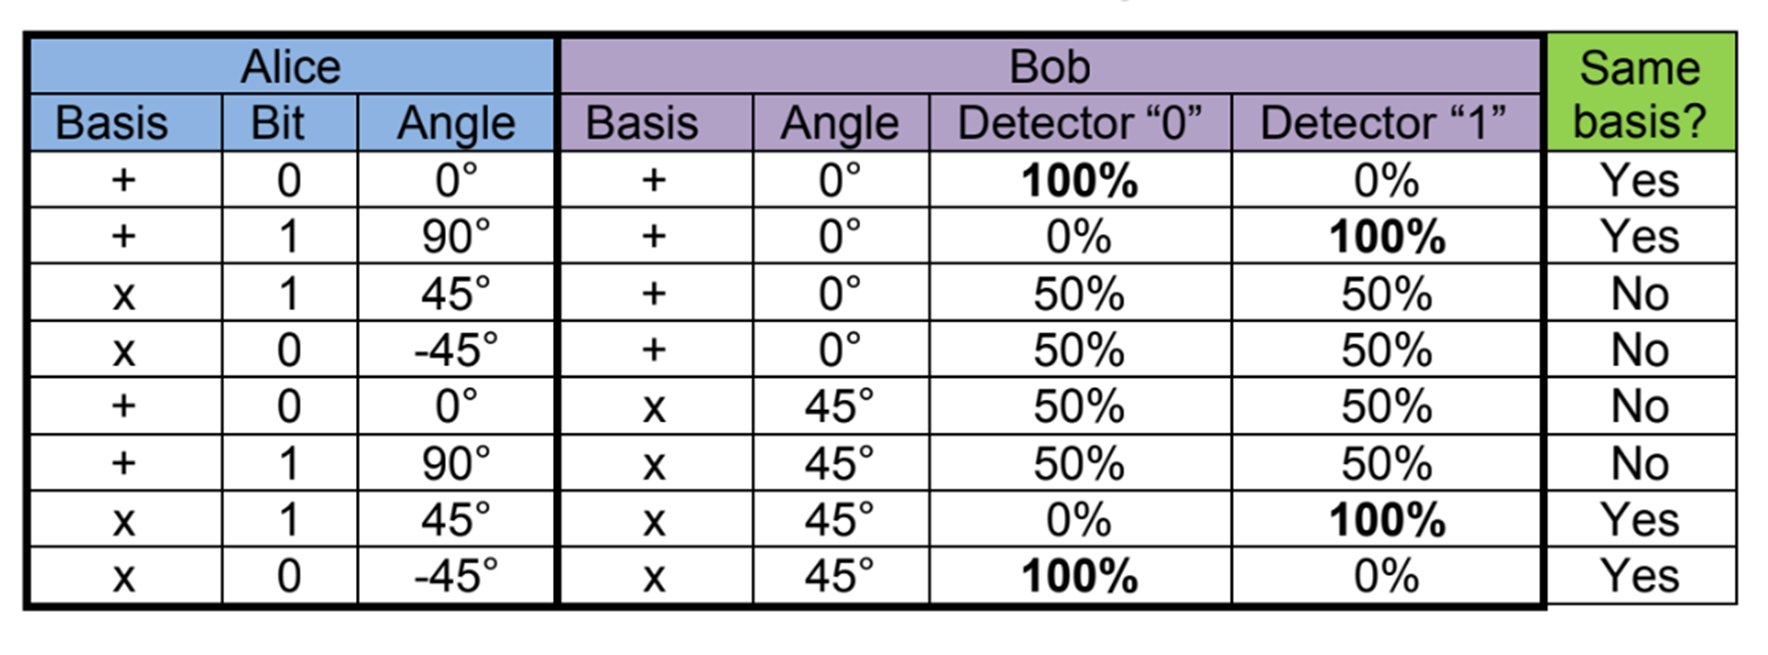 Alice Bob Same basis?
Basis Bit Angle Basis Angle Detector “0” Detector “1”
+ 0 0° + 0° 100% 0% Yes
+ 1 90° + 0° 0% 100% Yes
x 1 45° + 0° 50% 50% No
x 0 -45° + 0° 50% 50% No
+ 0 0° x 45° 50% 50% No
+ 1 90° x 45° 50% 50% No
x 1 45° x 45° 0% 100% Yes
x 0 -45° x 45° 100% 0% Yes